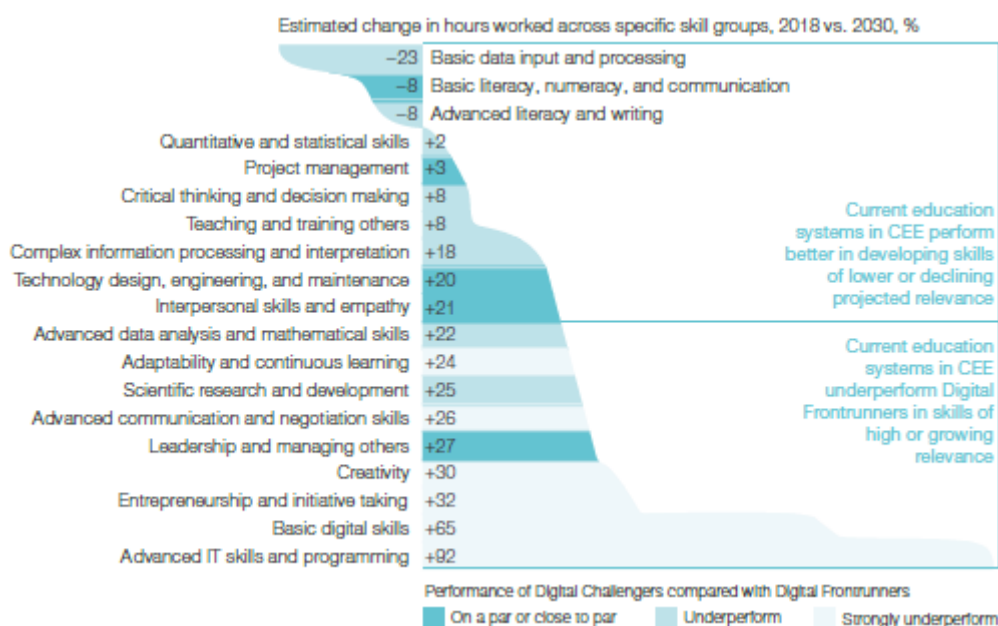 Estimated change in hours worked across specific skill groups, 2018 vs. 2030, %
−23 Basic data input and processing
−8 Basic literacy, numeracy, and communication
−8 Advanced literacy and writing
Quantitative and statistical skills +2
Project management +3
Critical thinking and decision making +8
Teaching and training others +8
Complex information processing and interpretation +18
Technology design, engineering, and maintenance +20
Interpersonal skills and empathy +21
Advanced data analysis and mathematical skills +22
Adaptability and continuous learning +24
Scientific research and development +25
Advanced communication and negotiation skills +26
Leadership and managing others +27
Creativity +30
Entrepreneurship and initiative taking +32
Basic digital skills +65
Advanced IT skills and programming +92
Current education
systems in CEE perform
better in developing skills
of lower or declining
projected relevance
Current education
systems in CEE
underperform Digital
Frontrunners in skills of
high or growing
relevance
Performance of Digital Challengers compared with Digital Frontrunners
On a par or close to par Underperform Strongly underperform